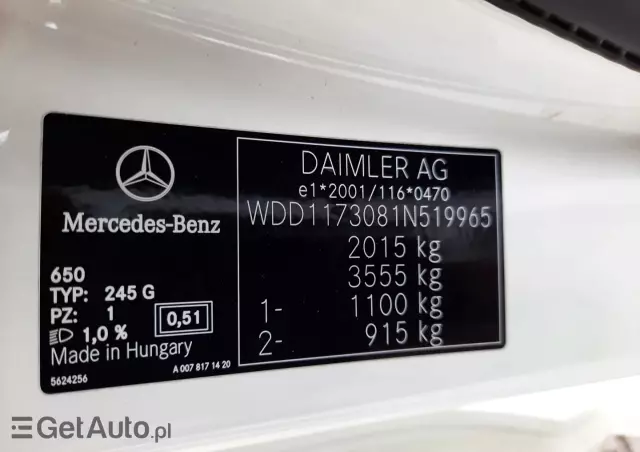 Mercedes-Benz
650
TYP: 245 G
PZ: 1
1,0 %
0,51
Made in Hungary
5624256
A 007 817 14 20
DAIMLER AG
e1*2001/116*0470
WDD1173081N519965
2015 kg
3555 kg
1- 1100 kg
2- 915 kg
GetAuto.pl